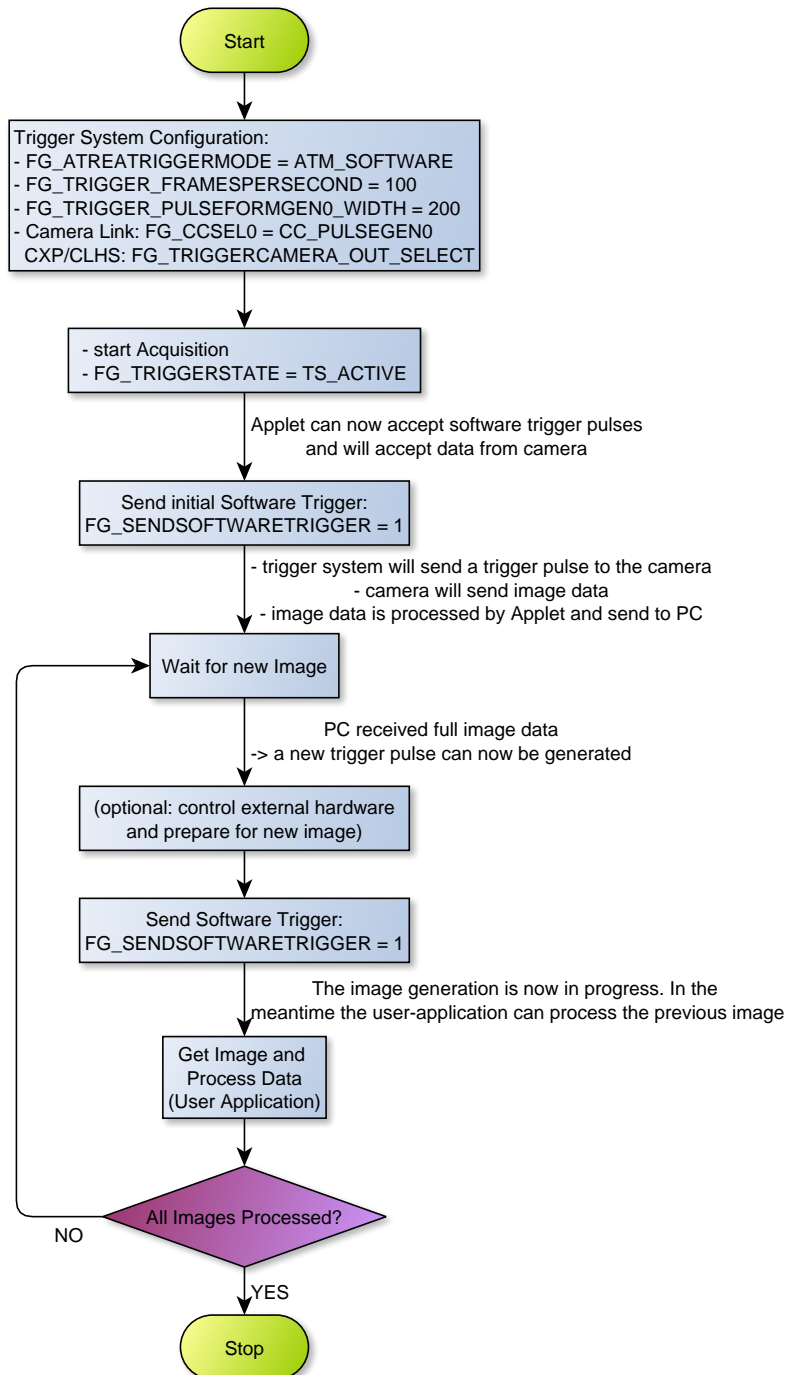 Start
Trigger System Configuration:
- FG_ATREATRIGGERMODE = ATM_SOFTWARE
- FG_TRIGGER_FRAMESPERSECOND = 100
- FG_TRIGGER_PULSEFORMGEN0_WIDTH = 200
- Camera Link: FG_CCSEL0 = CC_PULSEGEN0
CXP/CLHS: FG_TRIGGERCAMERA_OUT_SELECT
- start Acquisition
- FG_TRIGGERSTATE = TS_ACTIVE
Applet can now accept software trigger pulses
and will accept data from camera
Send initial Software Trigger:
FG_SENDSOFTWARETRIGGER = 1
- trigger system will send a trigger pulse to the camera
- camera will send image data
- image data is processed by Applet and send to PC
Wait for new Image
PC received full image data
-> a new trigger pulse can now be generated
(optional: control external hardware
and prepare for new image)
Send Software Trigger:
FG_SENDSOFTWARETRIGGER = 1
The image generation is now in progress. In the
meantime the user-application can process the previous image
Get Image and
Process Data
(User Application)
All Images Processed?
NO
YES
Stop